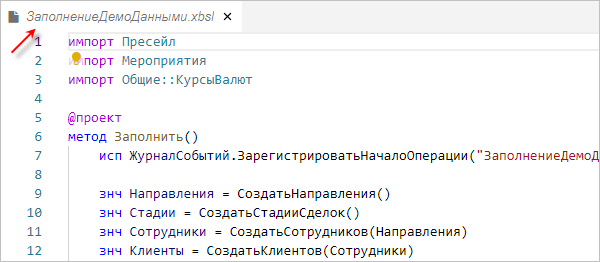 ЗаполнениеДемоДанными.xbsl
1 импорт Пресейл
2 импорт Мероприятия
3 импорт Общие::КурсыВалют
4
5 @проект
6 метод Заполнить()
7 исп ЖурналСобытий.ЗарегистрироватьНачалоОперации("ЗаполнениеДемоД
8
9 знч Направления = СоздатьНаправления()
10 знч Стадии = СоздатьСтадииСделок()
11 знч Сотрудники = СоздатьСотрудников(Направления)
12 знч Клиенты = СоздатьКлиентов(Сотрудники)